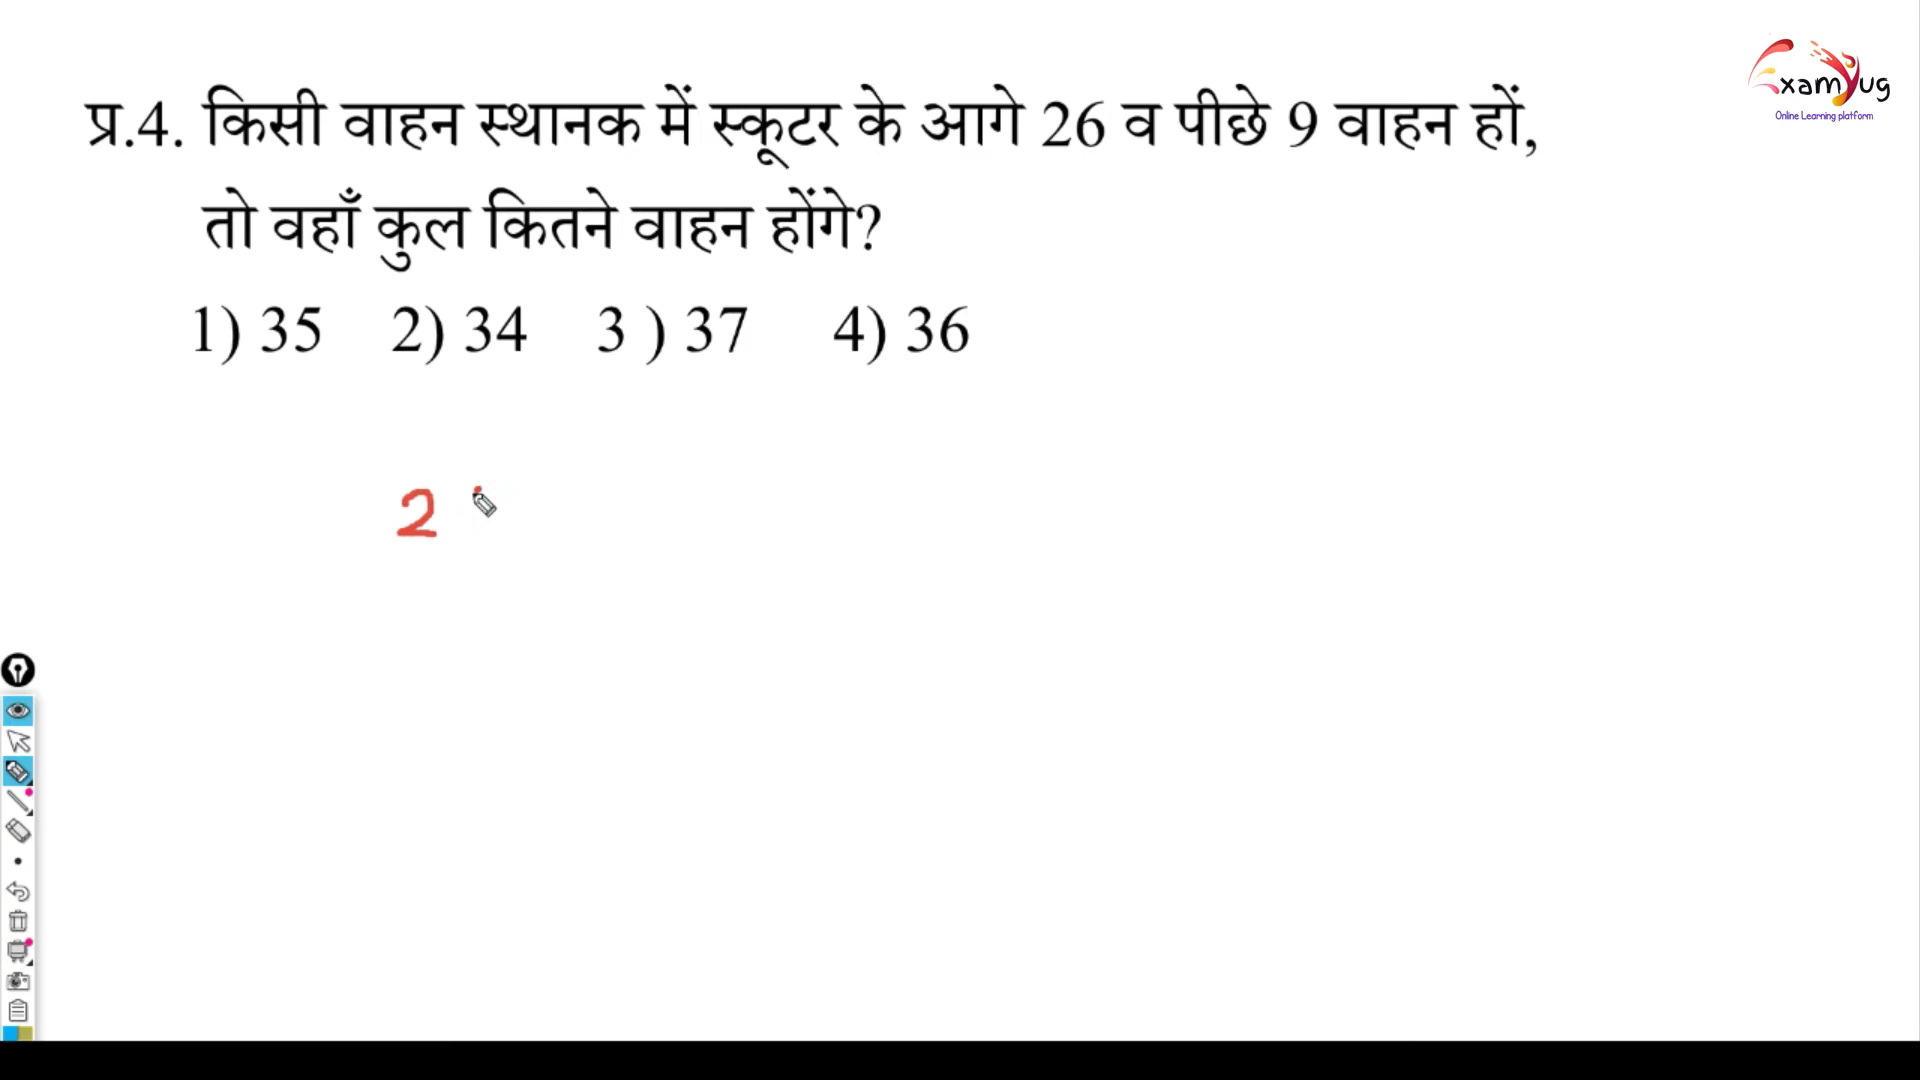 xamyug
Online Learning platform
प्र.4. किसी वाहन स्थानक में स्कूटर के आगे 26 व पीछे 9 वाहन हों,
तो वहाँ कुल कितने वाहन होंगे?
1) 35 2) 34 3 ) 37 4) 36
2